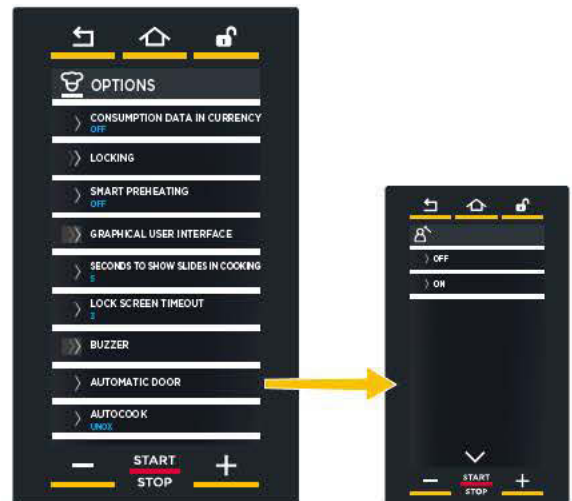 OPTIONS
CONSUMPTION DATA IN CURRENCY
OFF
LOCKING
SMART PREHEATING
OFF
GRAPHICAL USER INTERFACE
SECONDS TO SHOW SLIDES IN COOKING
5
LOCK SCREEN TIMEOUT
2
BUZZER
AUTOMATIC DOOR
AUTOCOOK
UNOX
START
STOP
OFF
ON
START
STOP